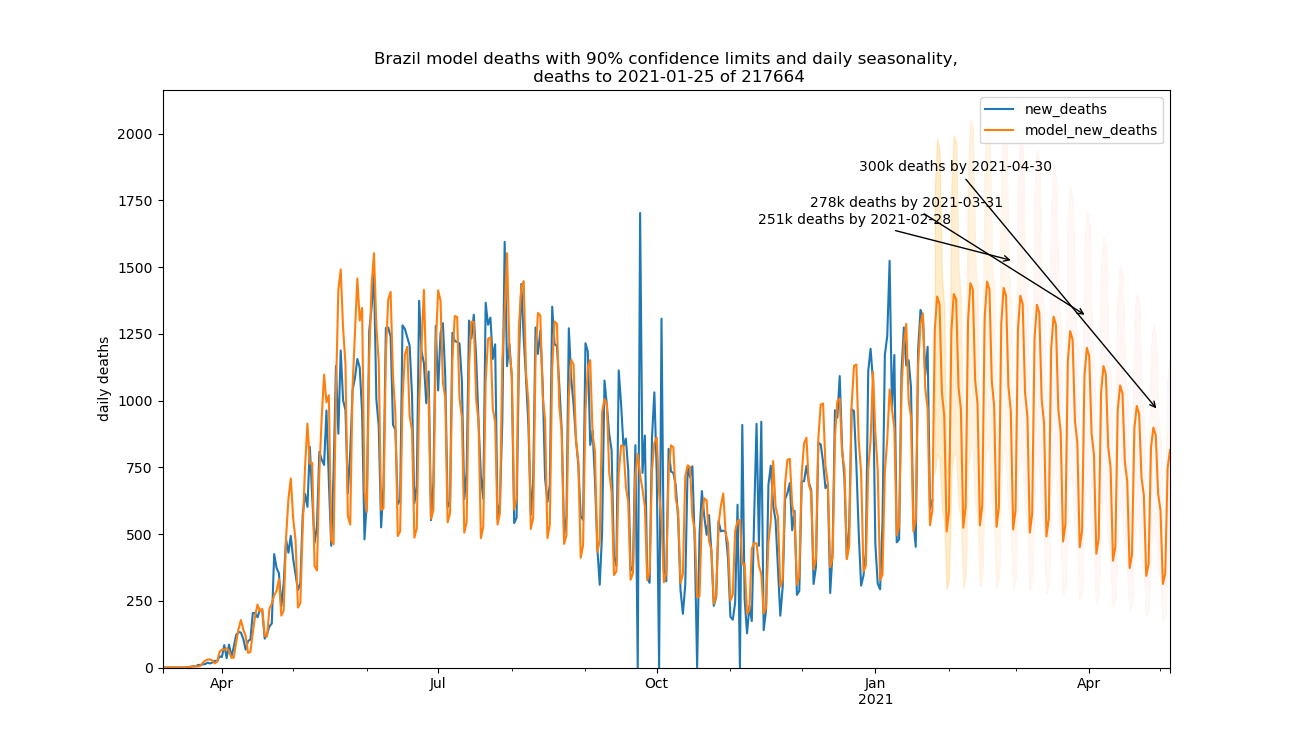 Brazil model deaths with 90% confidence limits and daily seasonality,
deaths to 2021-01-25 of 217664
new_deaths
model_new_deaths
300k deaths by 2021-04-30
278k deaths by 2021-03-31
251k deaths by 2021-02-28
daily deaths
2000
1750
1500
1250
1000
750
500
250
0
Apr
Jul
Oct
Jan
2021
Apr